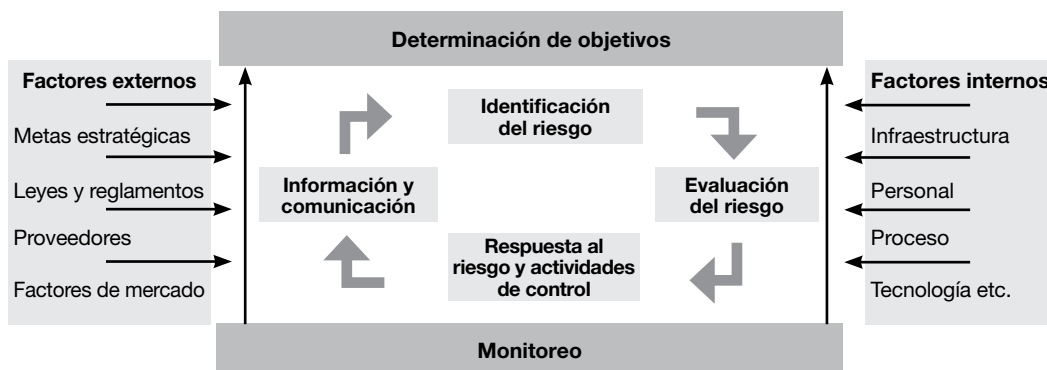 Determinación de objetivos
Factores externos
Metas estratégicas
Leyes y reglamentos
Proveedores
Factores de mercado
Identificación
del riesgo
Información y
comunicación
Evaluación
del riesgo
Respuesta al
riesgo y actividades
de control
Factores internos
Infraestructura
Personal
Proceso
Tecnología etc.
Monitoreo